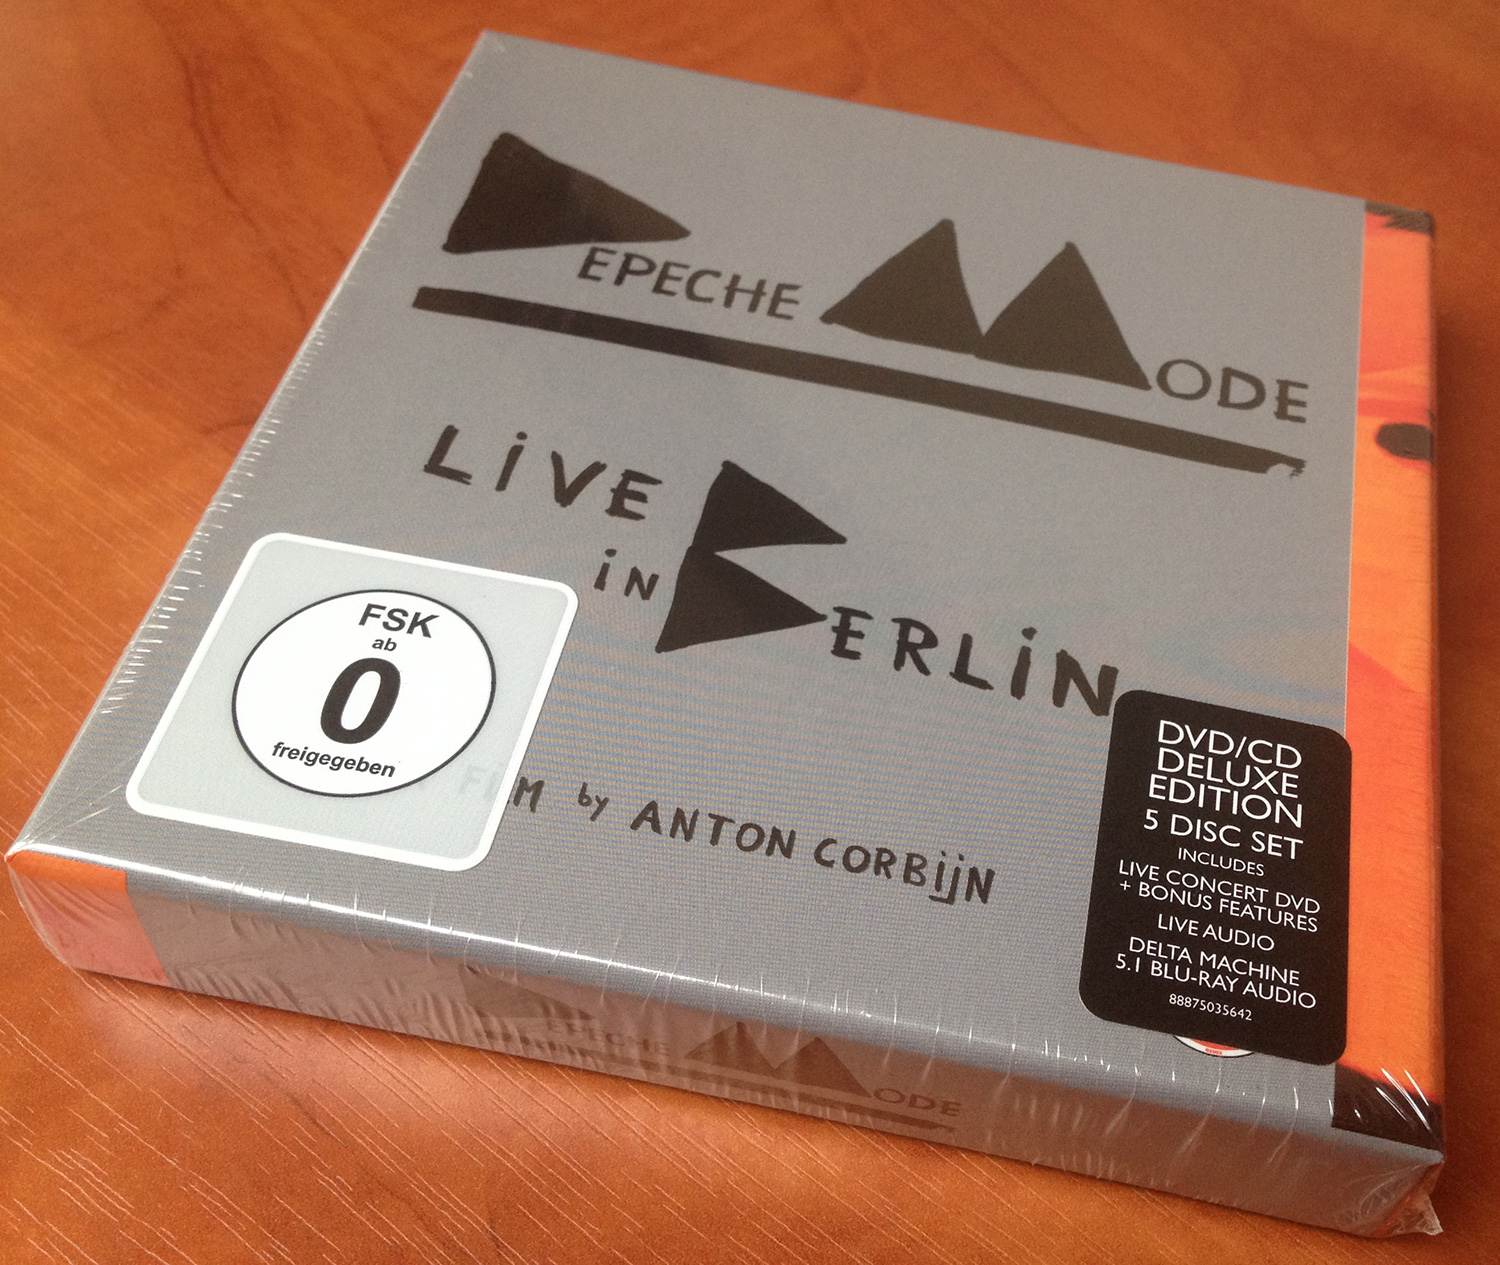 DEPECHE MODE
LiVE
iN BERLiN
FSK
ab
0
freigegeben
FiLM by ANTON CORBijN
DVD/CD
DELUXE
EDITION
5 DISC SET
INCLUDES
LIVE CONCERT DVD
+ BONUS FEATURES
LIVE AUDIO
DELTA MACHINE
5.1 BLU-RAY AUDIO
88875035642
DEPECHE MODE